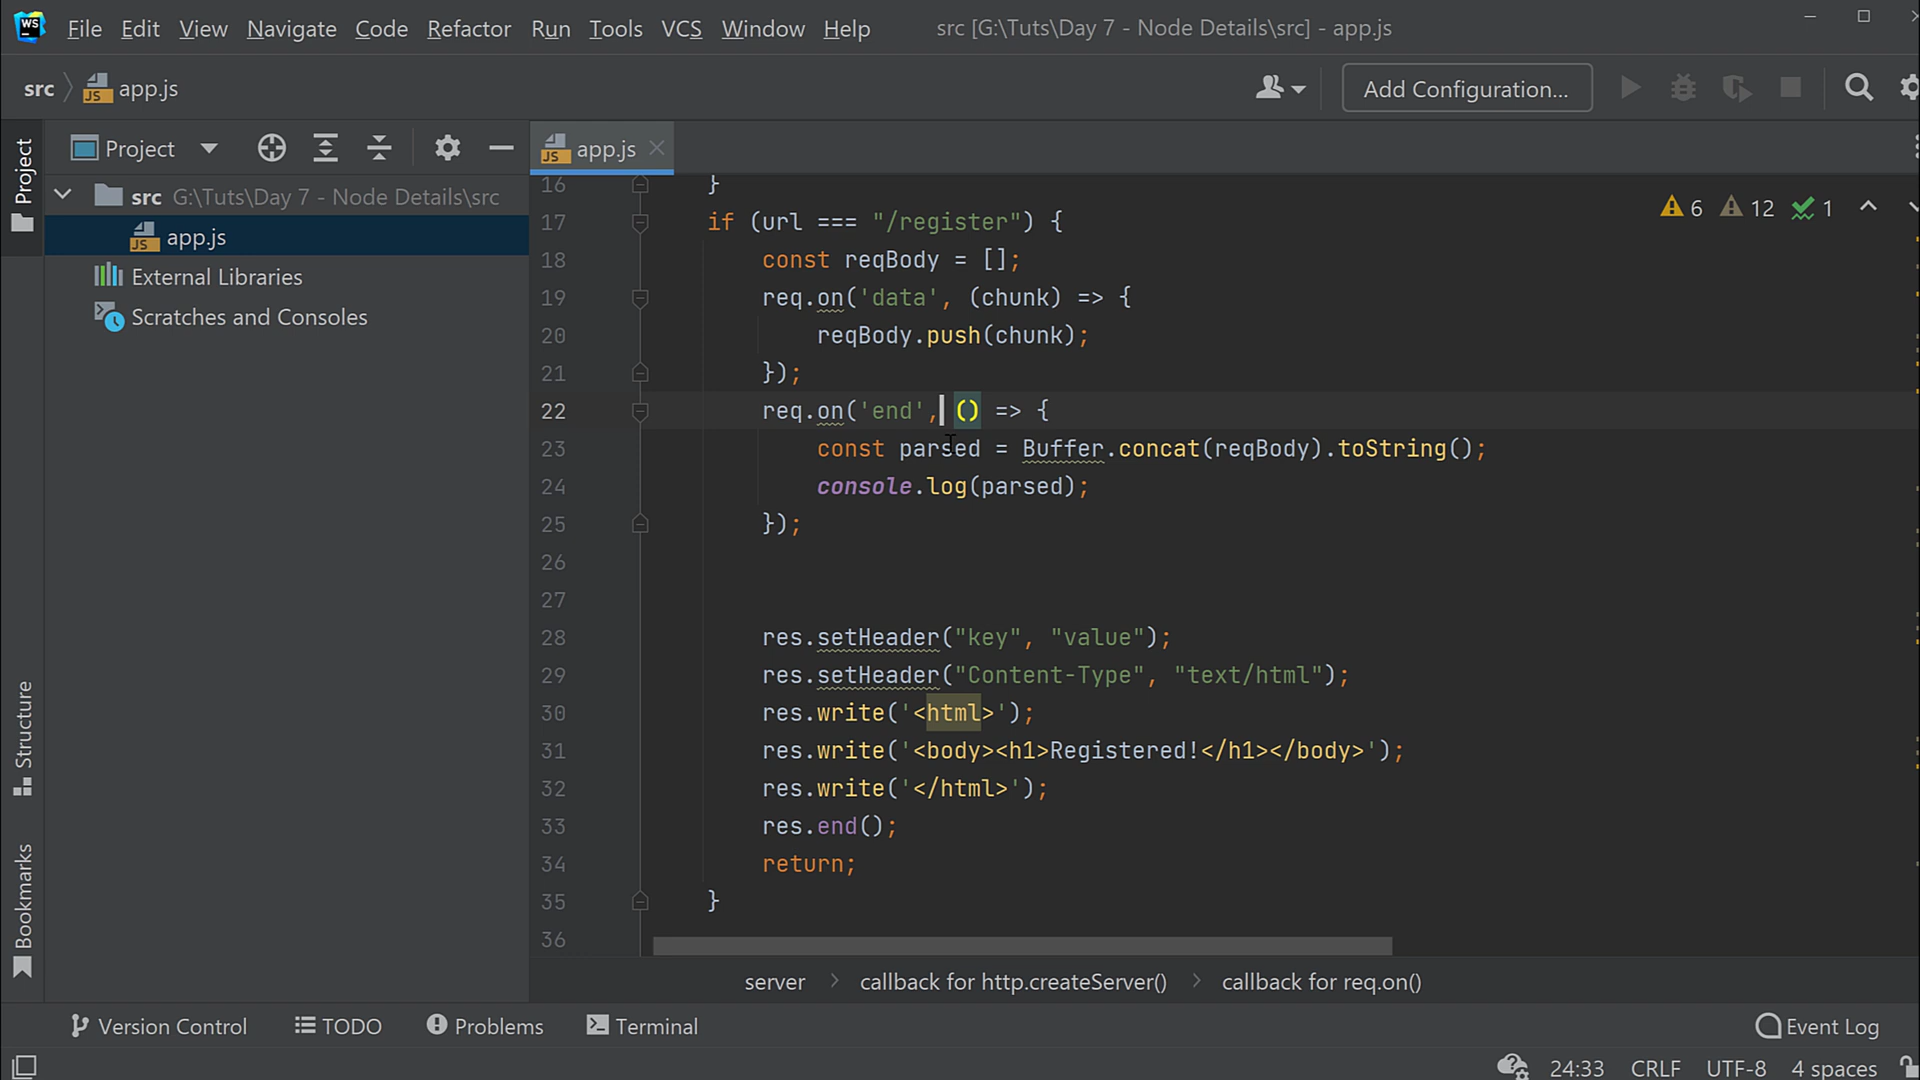 WS File Edit View Navigate Code Refactor Run Tools VCS Window Help src [G:\Tuts\Day 7 - Node Details\src] - app.js
src app.js Add Configuration...
Project
Project
app.js
src G:\Tuts\Day 7 - Node Details\src
app.js
External Libraries
Scratches and Consoles
Structure
Bookmarks
6 12 1
16 }
17 if (url === "/register") {
18 const reqBody = [];
19 req.on('data', (chunk) => {
20 reqBody.push(chunk);
21 });
22 req.on('end', () => {
23 const parsed = Buffer.concat(reqBody).toString();
24 console.log(parsed);
25 });
26
27
28 res.setHeader("key", "value");
29 res.setHeader("Content-Type", "text/html");
30 res.write('<html>');
31 res.write('<body><h1>Registered!</h1></body>');
32 res.write('</html>');
33 res.end();
34 return;
35 }
36
server callback for http.createServer() callback for req.on()
Version Control TODO Problems Terminal Event Log
24:33 CRLF UTF-8 4 spaces